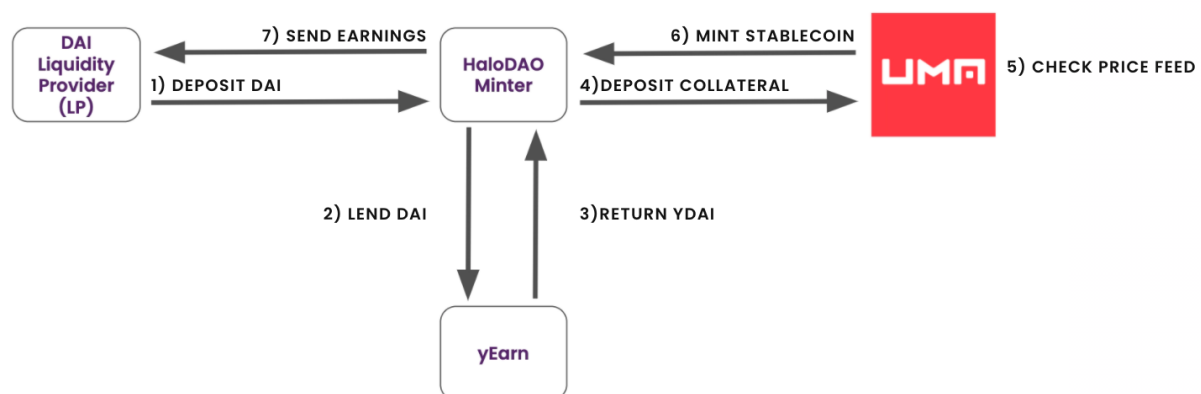 DAI
Liquidity
Provider
(LP)
7) SEND EARNINGS
1) DEPOSIT DAI
HaloDAO
Minter
6) MINT STABLECOIN
4)DEPOSIT COLLATERAL
UMA
5) CHECK PRICE FEED
2) LEND DAI
3)RETURN YDAI
yEarn